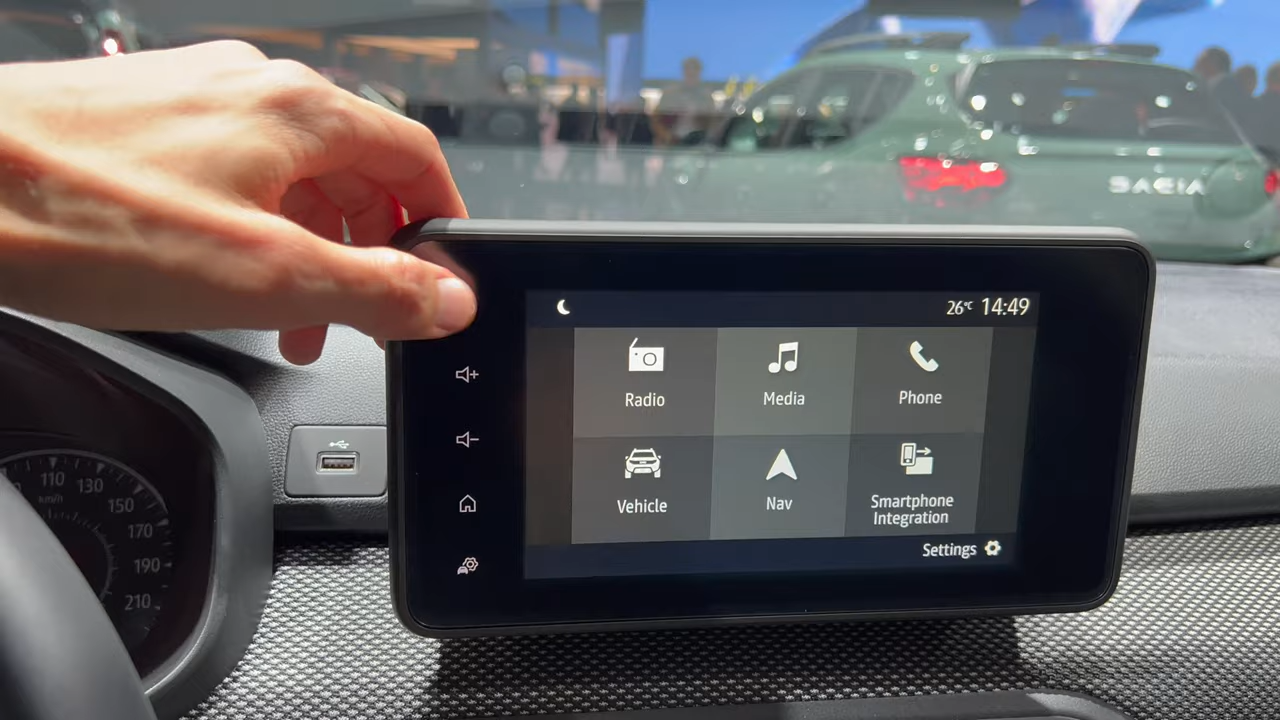 DACIA
26°C 14:49
Radio
Media
Phone
Vehicle
Nav
Smartphone
Integration
Settings
110
130
150
170
190
210
km/h